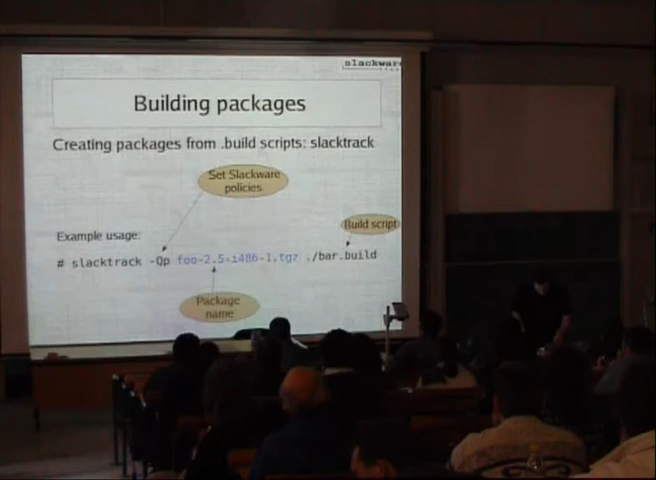 slackware
Building packages
Creating packages from .build scripts: slacktrack
Set Slackware
policies
Build script
Example usage:
# slacktrack -Qp foo-2.5-i486-1.tgz ./bar.build
Package
name